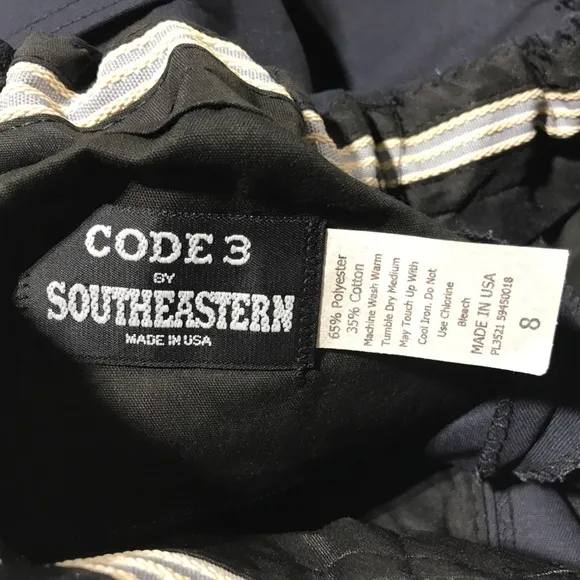 CODE 3
BY
SOUTHEASTERN
MADE IN USA
65% Polyester
35% Cotton
Machine Wash Warm
Tumble Dry Medium
May Touch Up With
Cool Iron. Do Not
Use Chlorine
Bleach
MADE IN USA
PL3521 59450018
8